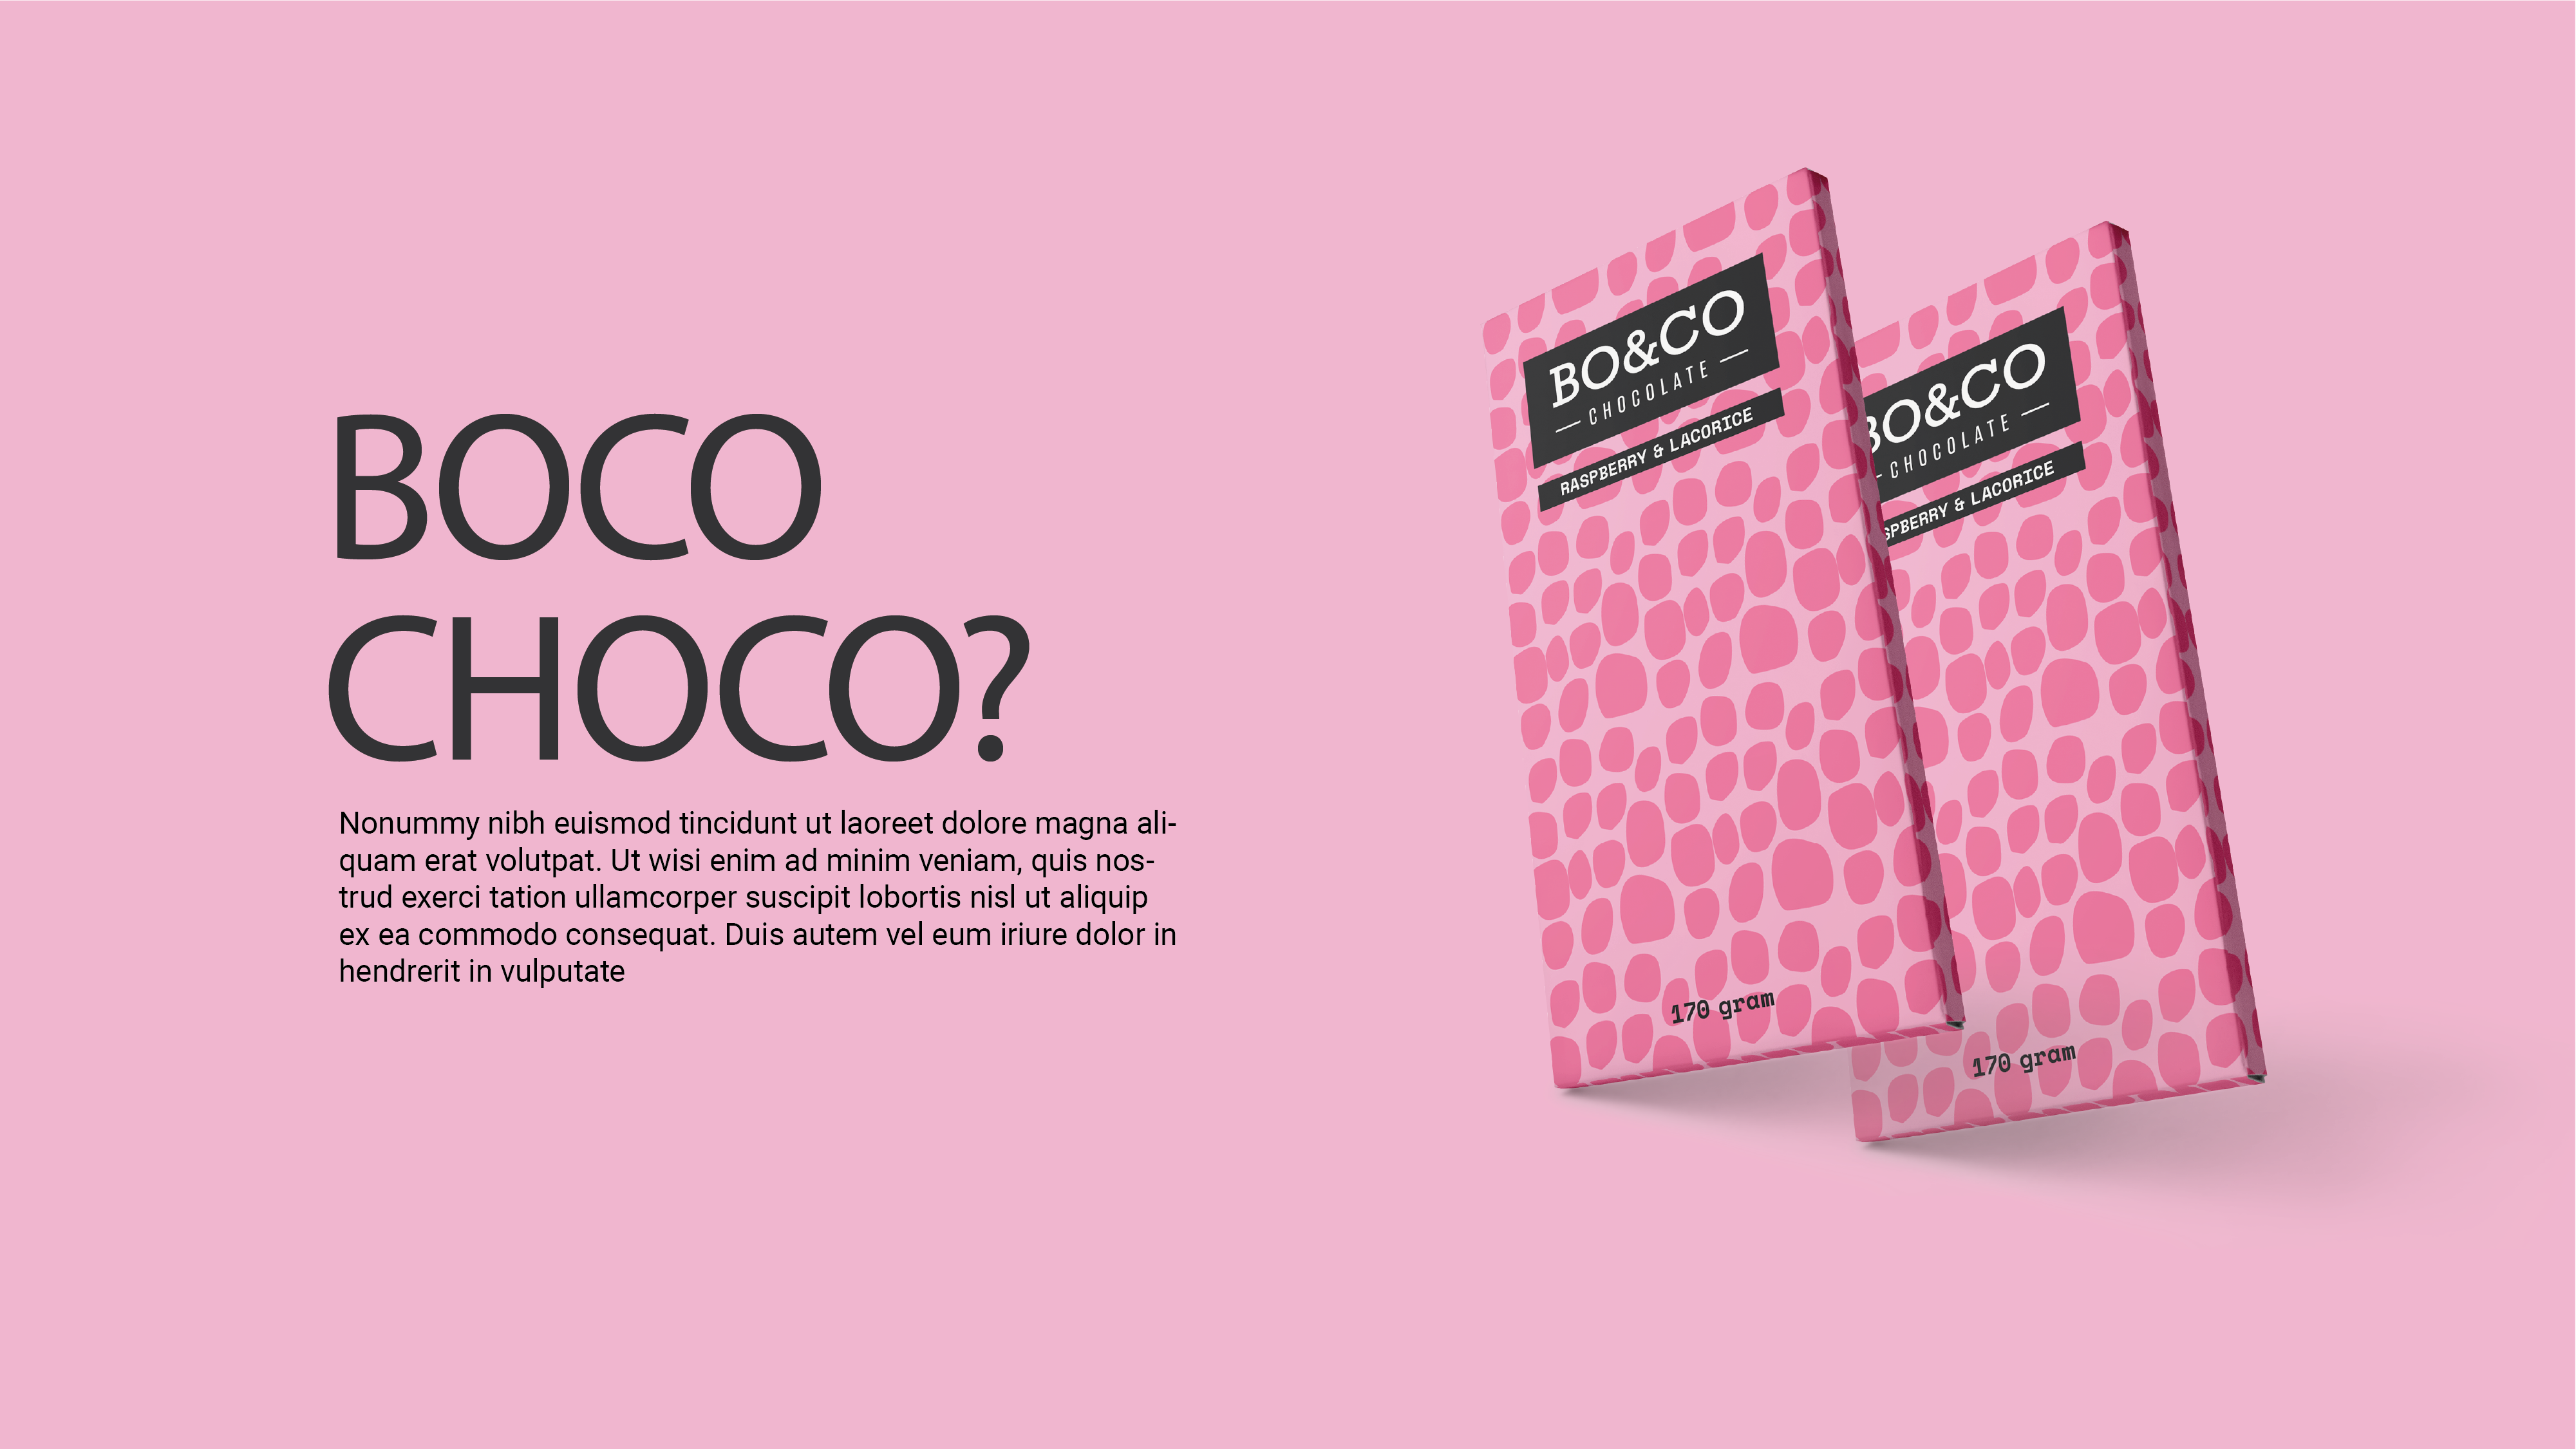 BOCO
CHOCO?
Nonummy nibh euismod tincidunt ut laoreet dolore magna ali-
quam erat volutpat. Ut wisi enim ad minim veniam, quis nos-
trud exerci tation ullamcorper suscipit lobortis nisl ut aliquip
ex ea commodo consequat. Duis autem vel eum iriure dolor in
hendrerit in vulputate
BO&CO
CHOCOLATE
RASPBERRY & LACORICE
170 gram
BO&CO
CHOCOLATE
SPBERRY & LACORICE
170 gram